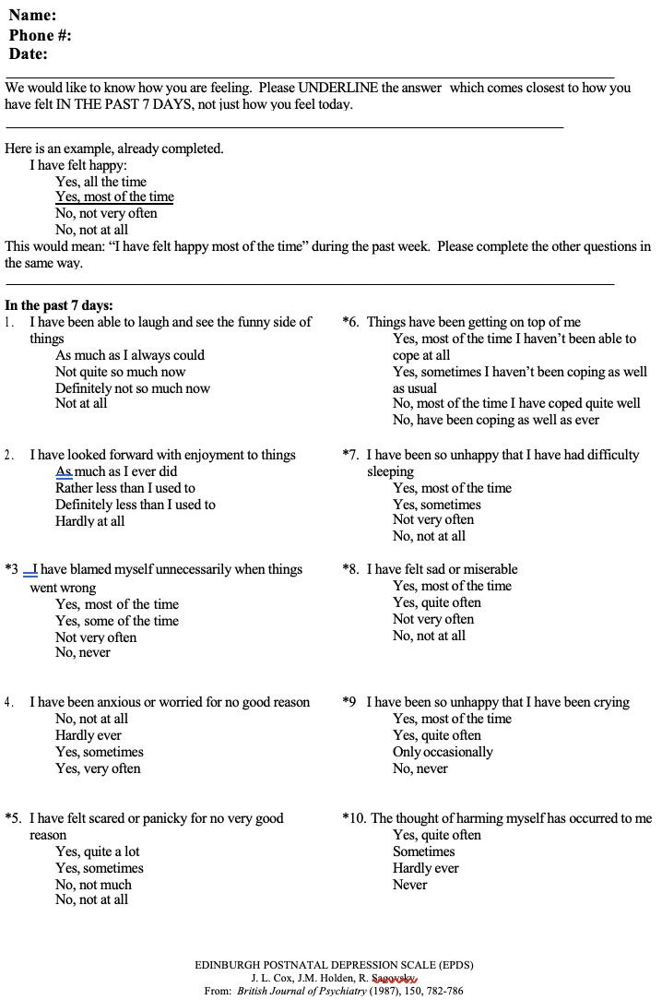 Name:
Phone #:
Date:
We would like to know how you are feeling. Please UNDERLINE the answer which comes closest to how you
have felt IN THE PAST 7 DAYS, not just how you feel today.
Here is an example, already completed.
I have felt happy:
Yes, all the time
Yes, most of the time
No, not very often
No, not at all
This would mean: “I have felt happy most of the time” during the past week. Please complete the other questions in
the same way.
In the past 7 days:
1. I have been able to laugh and see the funny side of
things
As much as I always could
Not quite so much now
Definitely not so much now
Not at all
2. I have looked forward with enjoyment to things
As much as I ever did
Rather less than I used to
Definitely less than I used to
Hardly at all
*3 I have blamed myself unnecessarily when things
went wrong
Yes, most of the time
Yes, some of the time
Not very often
No, never
4. I have been anxious or worried for no good reason
No, not at all
Hardly ever
Yes, sometimes
Yes, very often
*5. I have felt scared or panicky for no very good
reason
Yes, quite a lot
Yes, sometimes
No, not much
No, not at all
*6. Things have been getting on top of me
Yes, most of the time I haven’t been able to
cope at all
Yes, sometimes I haven’t been coping as well
as usual
No, most of the time I have coped quite well
No, have been coping as well as ever
*7. I have been so unhappy that I have had difficulty
sleeping
Yes, most of the time
Yes, sometimes
Not very often
No, not at all
*8. I have felt sad or miserable
Yes, most of the time
Yes, quite often
Not very often
No, not at all
*9 I have been so unhappy that I have been crying
Yes, most of the time
Yes, quite often
Only occasionally
No, never
*10. The thought of harming myself has occurred to me
Yes, quite often
Sometimes
Hardly ever
Never
EDINBURGH POSTNATAL DEPRESSION SCALE (EPDS)
J. L. Cox, J.M. Holden, R. Sagovsky
From: British Journal of Psychiatry (1987), 150, 782-786